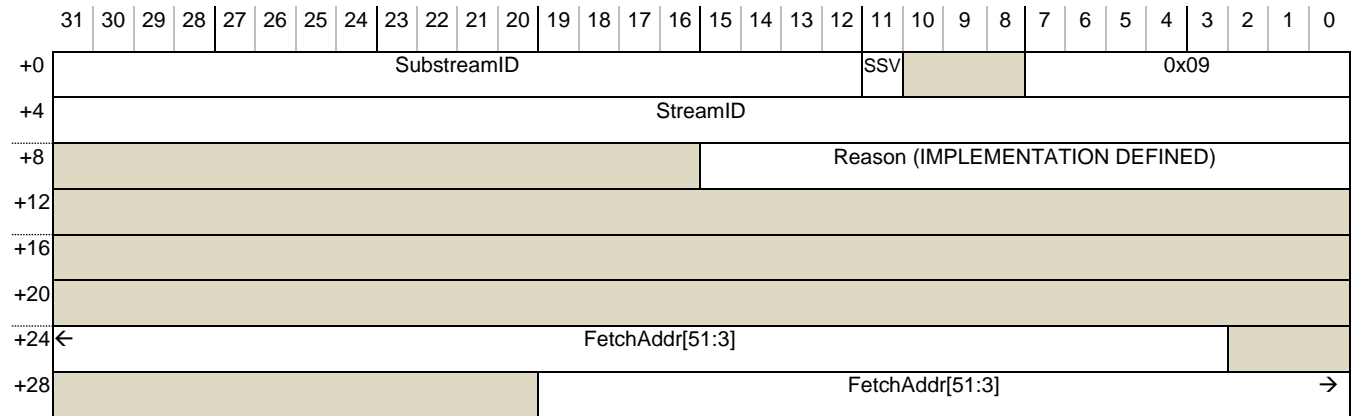 31 30 29 28 27 26 25 24 23 22 21 20 19 18 17 16 15 14 13 12 11 10 9 8 7 6 5 4 3 2 1 0
+0 SubstreamID SSV 0x09
+4 StreamID
+8 Reason (IMPLEMENTATION DEFINED)
+12
+16
+20
+24 ← FetchAddr[51:3]
+28 FetchAddr[51:3] →